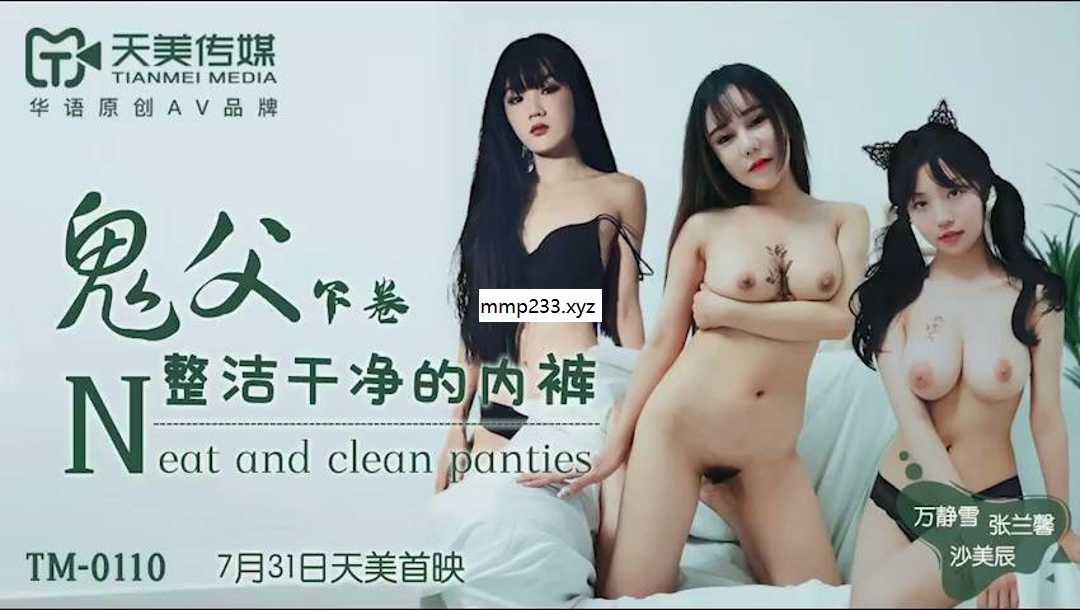 天美传媒
TIANMEI MEDIA
华语原创AV品牌
鬼父 下卷
mmp233.xyz
整洁干净的内裤
Neat and clean panties
万静雪 张兰馨
沙美辰
TM-0110 7月31日天美首映